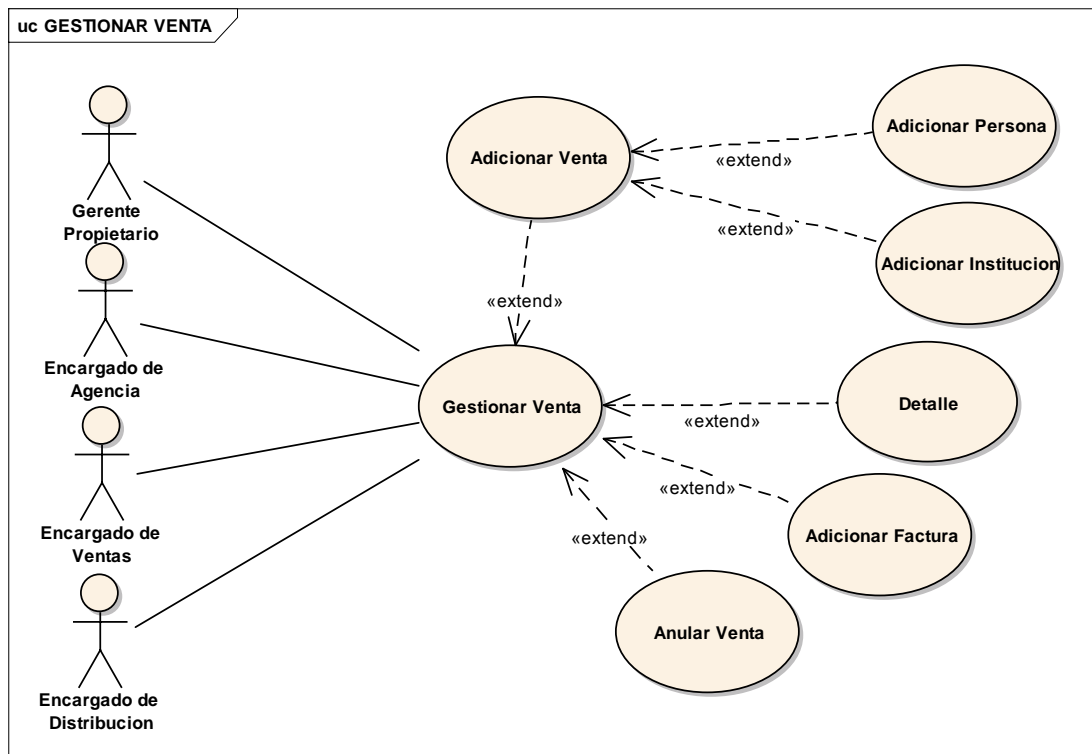 uc GESTIONAR VENTA
Gerente
Propietario
Encargado de
Agencia
Encargado de
Ventas
Encargado de
Distribucion
Adicionar Venta
Adicionar Persona
«extend»
«extend»
Adicionar Institucion
«extend»
Gestionar Venta
Detalle
«extend»
«extend»
Adicionar Factura
«extend»
Anular Venta